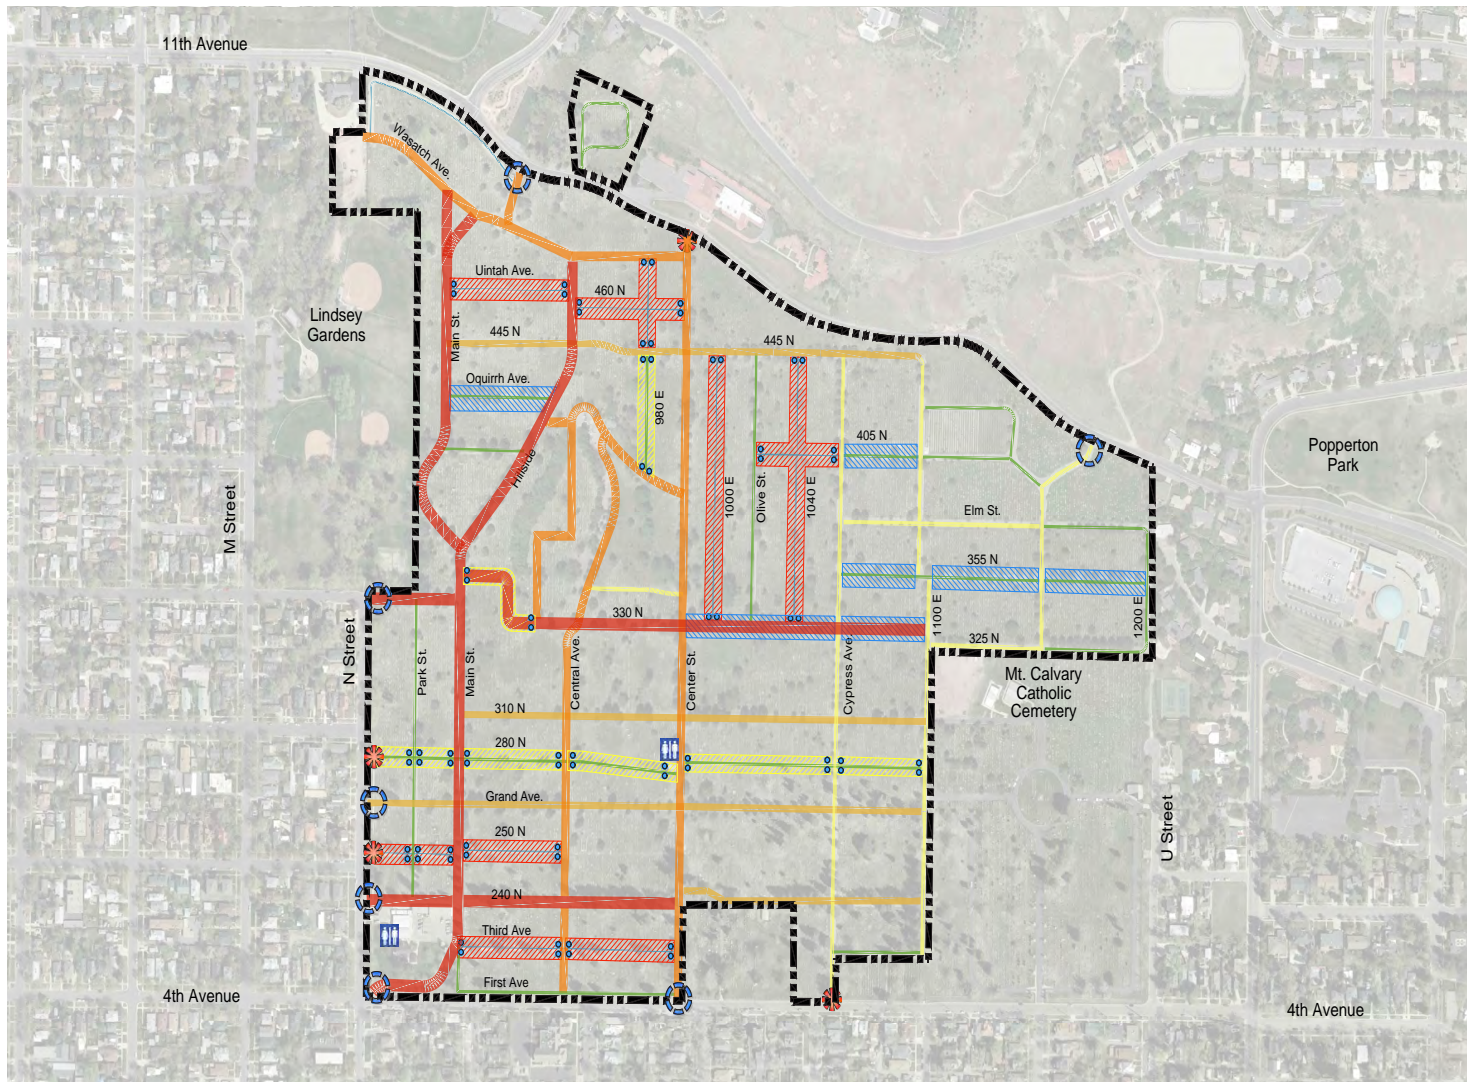 11th Avenue
Wasatch Ave.
Uintah Ave.
460 N
Lindsey
Gardens
Main St.
445 N
445 N
Oquirrh Ave.
980 E
405 N
Popperton
Park
Hillside
1000 E
Olive St.
1040 E
Elm St.
M Street
355 N
330 N
1100 E
1200 E
325 N
N Street
Park St.
Main St.
Central Ave.
Center St.
Cypress Ave.
Mt. Calvary
Catholic
Cemetery
310 N
280 N
Grand Ave.
250 N
U Street
240 N
Third Ave
First Ave
4th Avenue
4th Avenue